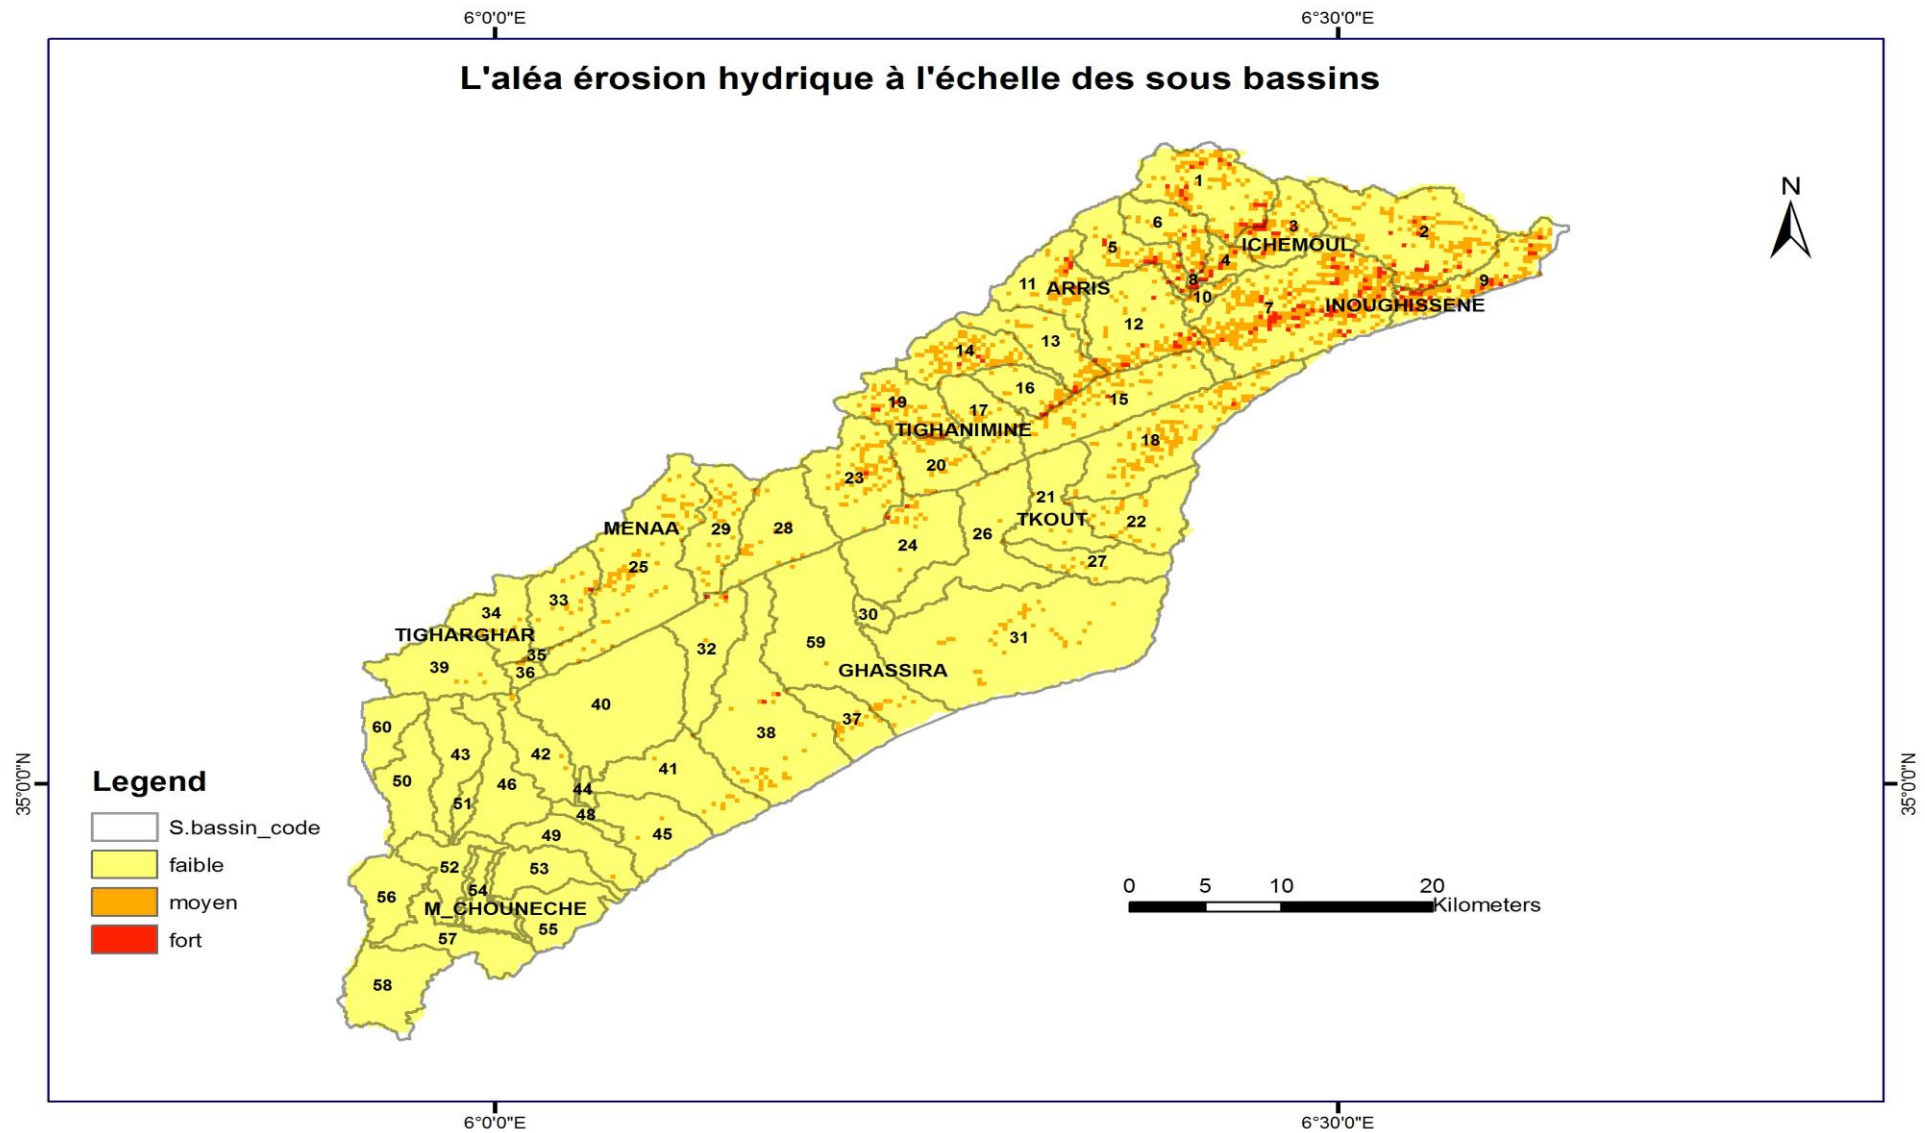 6°0'0"E
6°30'0"E
L'aléa érosion hydrique à l'échelle des sous bassins
N
1
6
3
2
5
ICHEMOUL
4
8
9
11
ARRIS
10
7
INOUGHISSENE
12
13
14
16
15
19
17
TIGHANIMINE
18
20
23
21
TKOUT
22
MENAA
29
28
26
24
27
25
33
34
30
31
TIGHARGHAR
32
59
35
39
36
GHASSIRA
40
37
60
38
43
42
41
50
46
44
51
48
49
45
52
53
54
56
M_CHOUNECHE
55
57
58
35°0'0"N
35°0'0"N
Legend
S.bassin_code
faible
moyen
fort
0 5 10 20
Kilometers
6°0'0"E
6°30'0"E